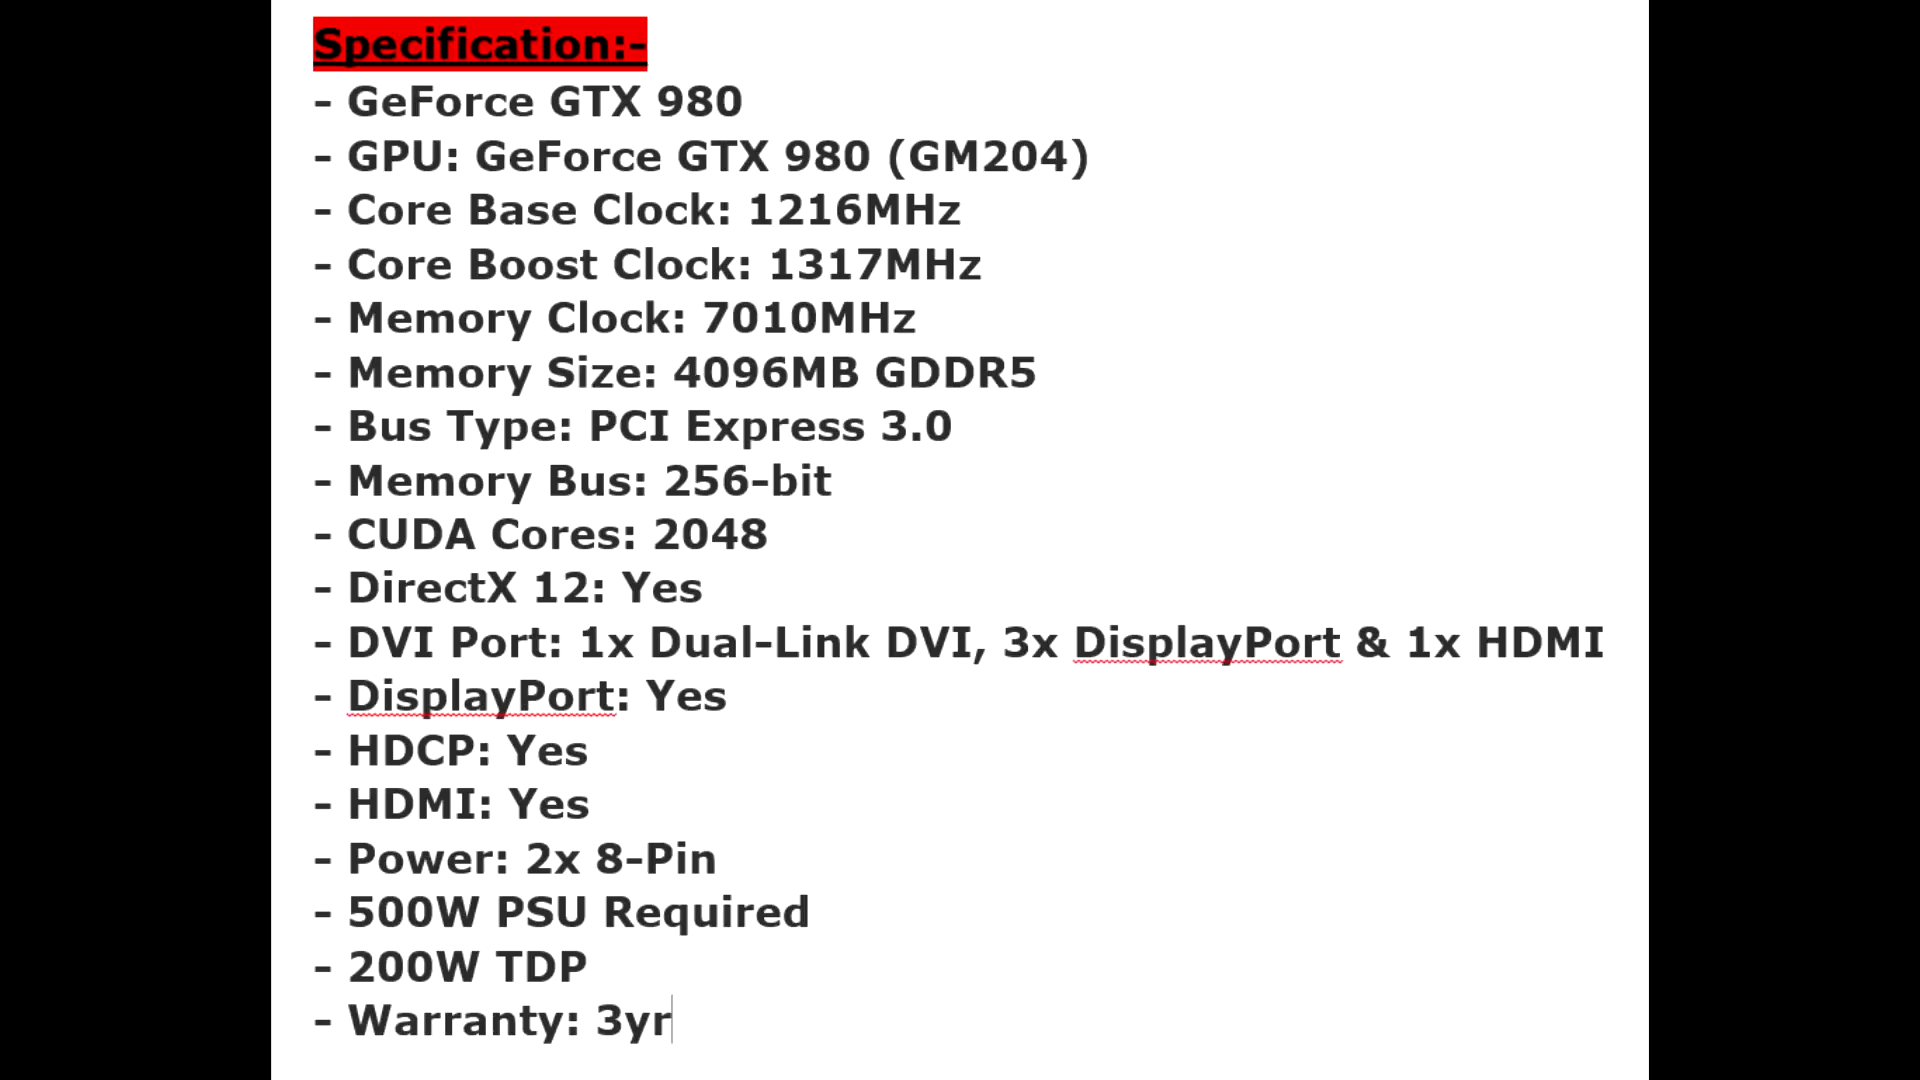 Specification:-
- GeForce GTX 980
- GPU: GeForce GTX 980 (GM204)
- Core Base Clock: 1216MHz
- Core Boost Clock: 1317MHz
- Memory Clock: 7010MHz
- Memory Size: 4096MB GDDR5
- Bus Type: PCI Express 3.0
- Memory Bus: 256-bit
- CUDA Cores: 2048
- DirectX 12: Yes
- DVI Port: 1x Dual-Link DVI, 3x DisplayPort & 1x HDMI
- DisplayPort: Yes
- HDCP: Yes
- HDMI: Yes
- Power: 2x 8-Pin
- 500W PSU Required
- 200W TDP
- Warranty: 3yr